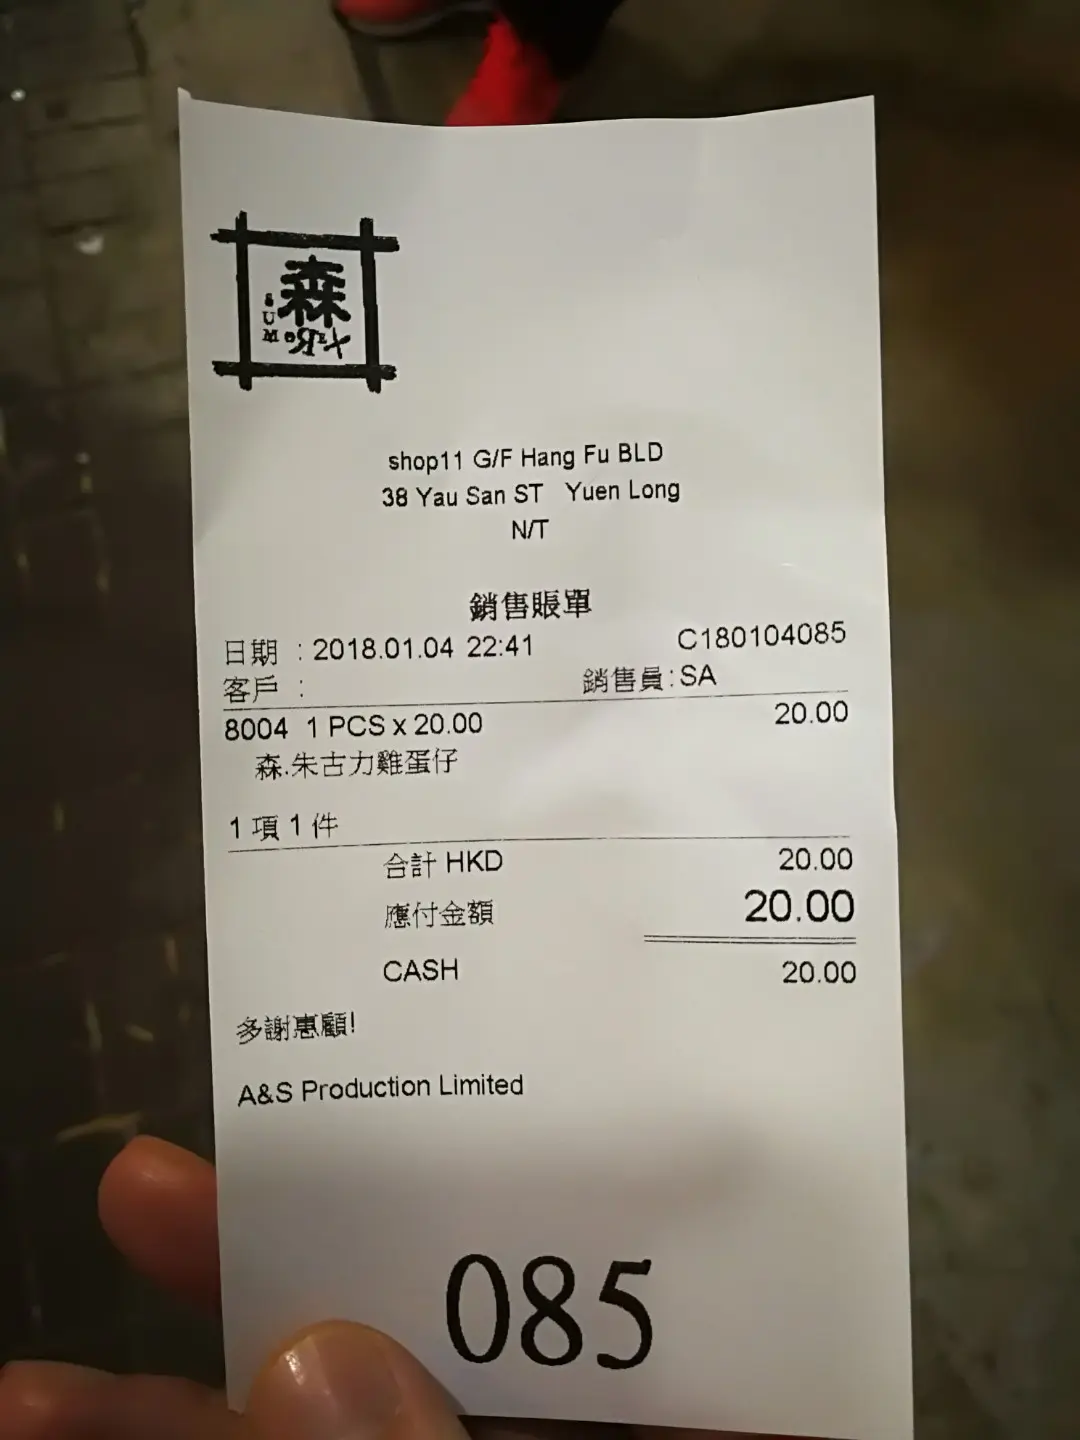 森
shop11 G/F Hang Fu BLD
38 Yau San ST Yuen Long
N/T
銷售賬單
日期 : 2018.01.04 22:41 C180104085
客戶 : 銷售員:SA
8004 1 PCS x 20.00 20.00
森.朱古力雞蛋仔
1 項 1 件
合計 HKD 20.00
應付金額 20.00
CASH 20.00
多謝惠顧!
A&S Production Limited
085